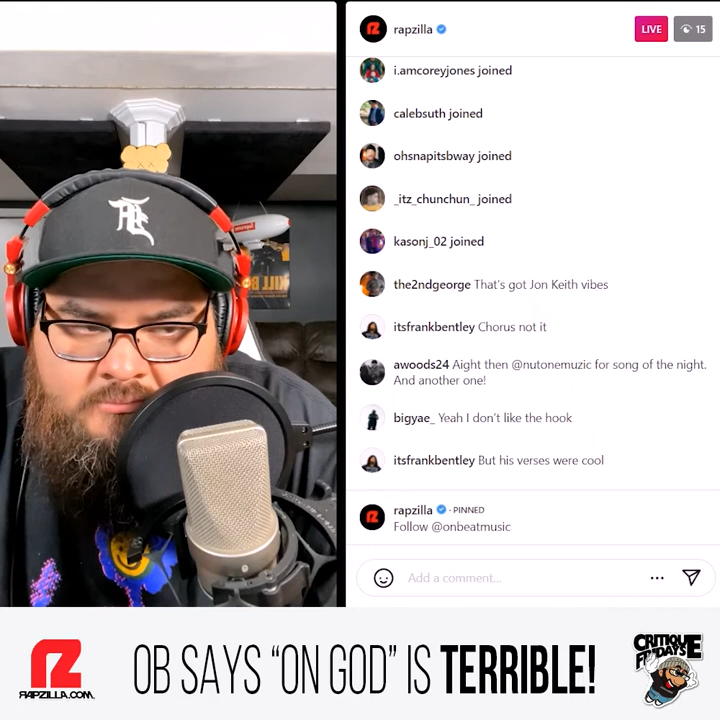 rapzilla
LIVE
15
i.amcoreyjones joined
calebsuth joined
ohsnapitsbway joined
_itz_chunchun_ joined
kasonj_02 joined
the2ndgeorge That's got Jon Keith vibes
itsfrankbentley Chorus not it
awoods24 Aight then @nutonemuzic for song of the night.
And another one!
bigyae_ Yeah I don't like the hook
itsfrankbentley But his verses were cool
rapzilla · PINNED
Follow @onbeatmusic
Add a comment...
KILL B
RAPZILLA.COM
OB SAYS “ON GOD” IS TERRIBLE!
CRITIQUE
FRIDAYS